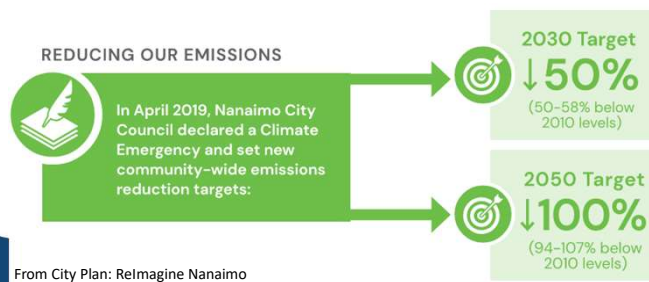 REDUCING OUR EMISSIONS
In April 2019, Nanaimo City
Council declared a Climate
Emergency and set new
community-wide emissions
reduction targets:
2030 Target
↓50%
(50-58% below
2010 levels)
2050 Target
↓100%
(94-107% below
2010 levels)
From City Plan: ReImagine Nanaimo